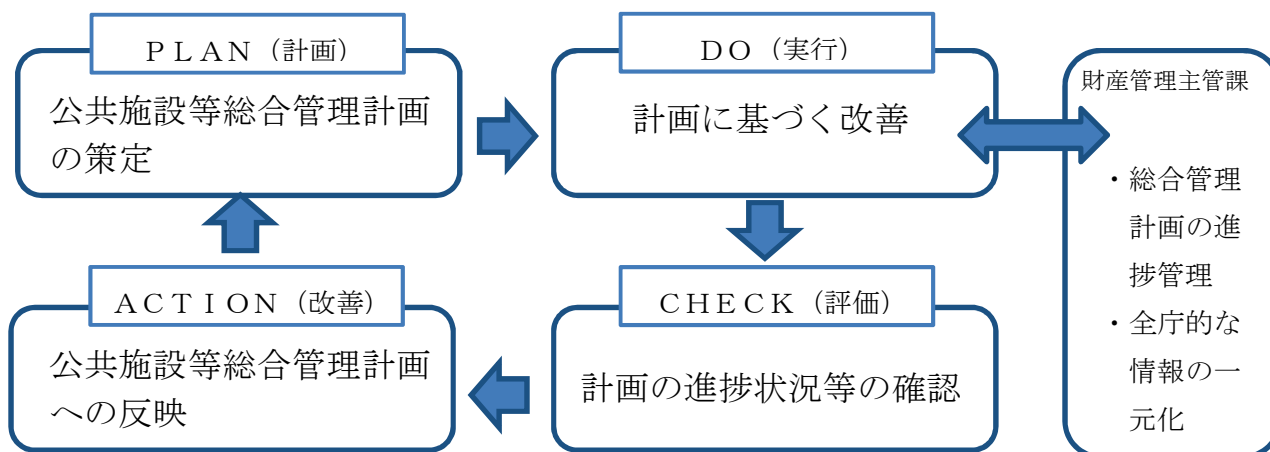 ＰＬＡＮ（計画）
公共施設等総合管理計画
の策定
ＤＯ（実行）
計画に基づく改善
財産管理主管課
・総合管理
計画の進
捗管理
・全庁的な
情報の一
元化
ＡＣＴＩＯＮ（改善）
公共施設等総合管理計画
への反映
ＣＨＥＣＫ（評価）
計画の進捗状況等の確認